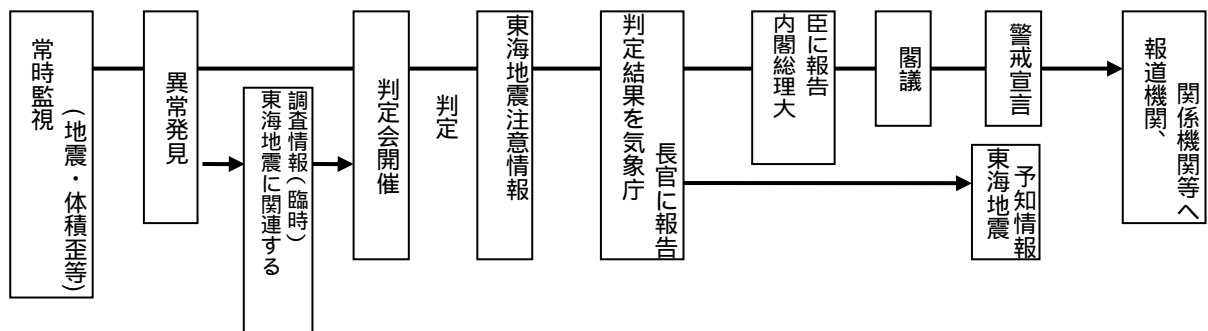 常時監視
（地震・体積歪等）
異常発見
東海地震に関連する
調査情報（臨時）
判定会開催
判定
東海地震注意情報
判定結果を気象庁
長官に報告
内閣総理大
臣に報告
閣議
警戒宣言
東海地震
予知情報
報道機関、
関係機関等へ